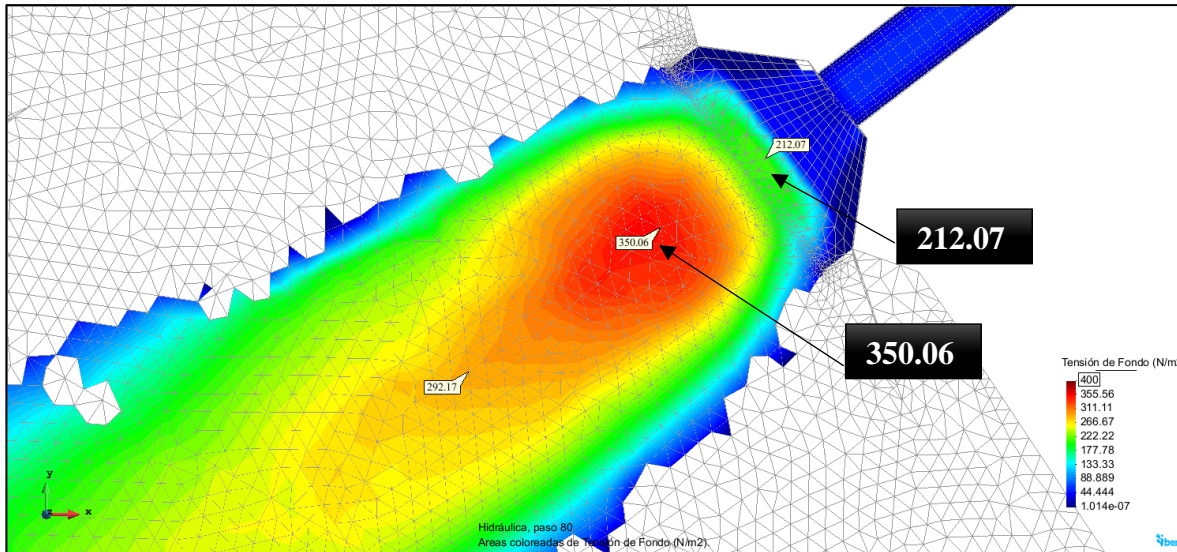 212.07
212.07
350.06
350.06
292.17
Tensión de Fondo (N/m2
400
355.56
311.11
266.67
222.22
177.78
133.33
88.889
44.444
1.014e-07
y
x
Hidráulica, paso 80
Areas coloreadas de Tensión de Fondo (N/m2).
iber